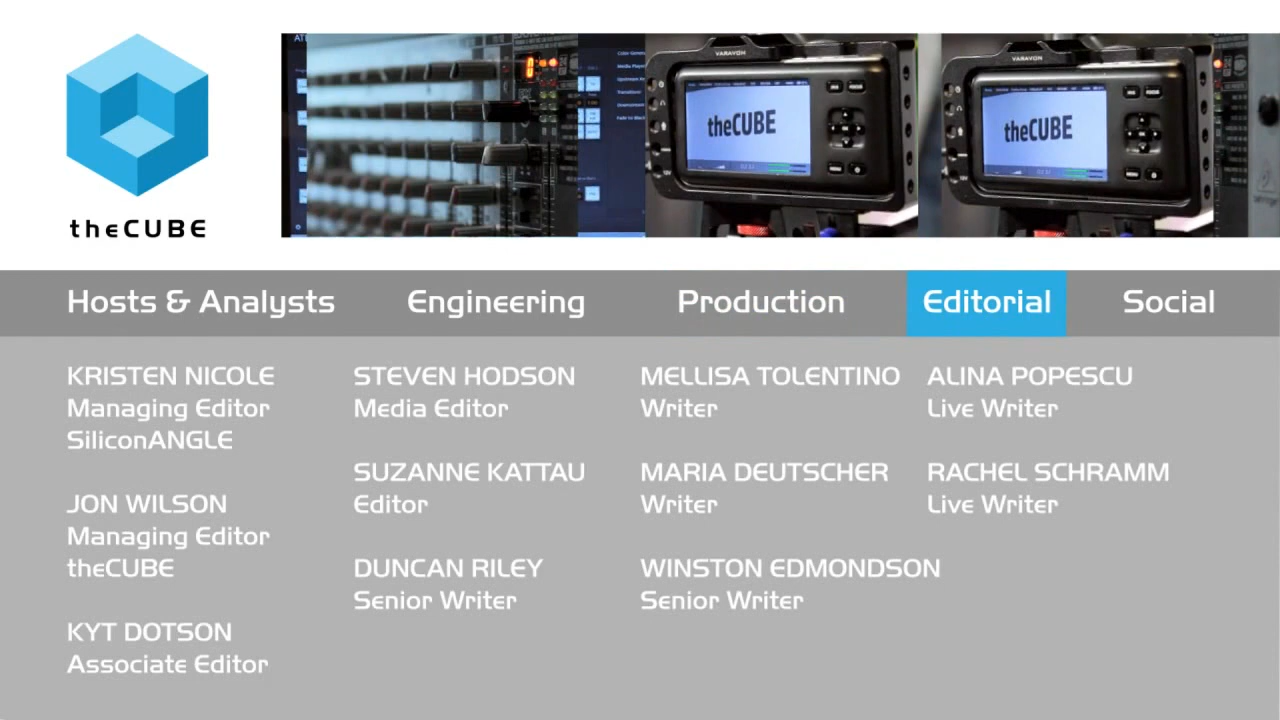 theCUBE
VARAVON
theCUBE
VARAVON
theCUBE
Hosts & Analysts
Engineering
Production
Editorial
Social
KRISTEN NICOLE
Managing Editor
SiliconANGLE
JON WILSON
Managing Editor
theCUBE
KYT DOTSON
Associate Editor
STEVEN HODSON
Media Editor
SUZANNE KATTAU
Editor
DUNCAN RILEY
Senior Writer
MELLISA TOLENTINO
Writer
MARIA DEUTSCHER
Writer
WINSTON EDMONDSON
Senior Writer
ALINA POPESCU
Live Writer
RACHEL SCHRAMM
Live Writer